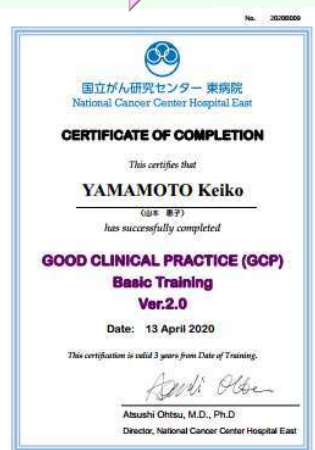 No. 20200009
国立がん研究センター 東病院
National Cancer Center Hospital East
CERTIFICATE OF COMPLETION
This certifies that
YAMAMOTO Keiko
(山本 惠子)
has successfully completed
GOOD CLINICAL PRACTICE (GCP)
Basic Training
Ver.2.0
Date: 13 April 2020
This certification is valid 3 years from Date of Training.
Atsushi Ohtsu, M.D., Ph.D
Director, National Cancer Center Hospital East